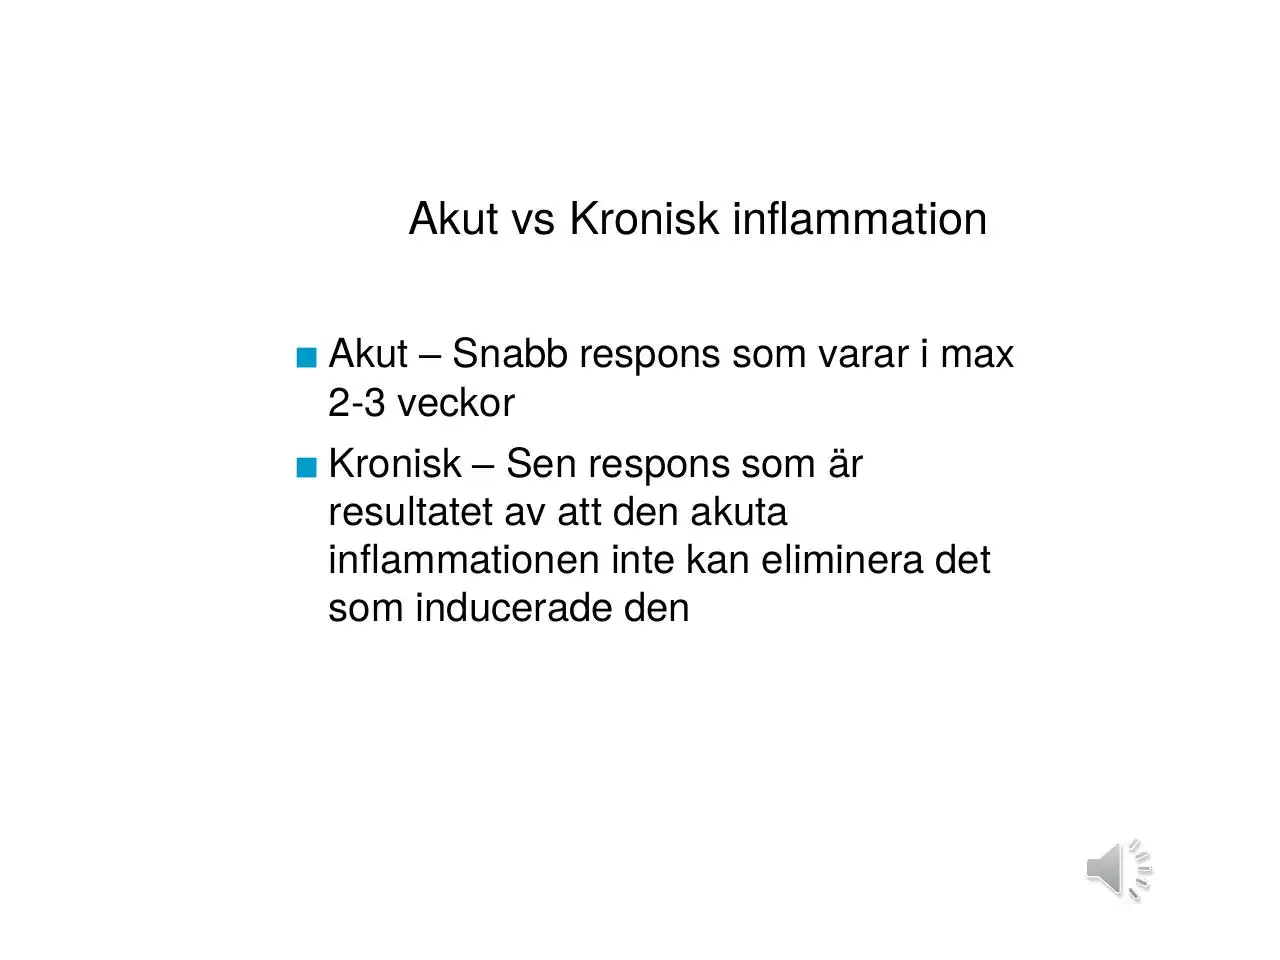 Akut vs Kronisk inflammation
Akut – Snabb respons som varar i max
2-3 veckor
Kronisk – Sen respons som är
resultatet av att den akuta
inflammationen inte kan eliminera det
som inducerade den